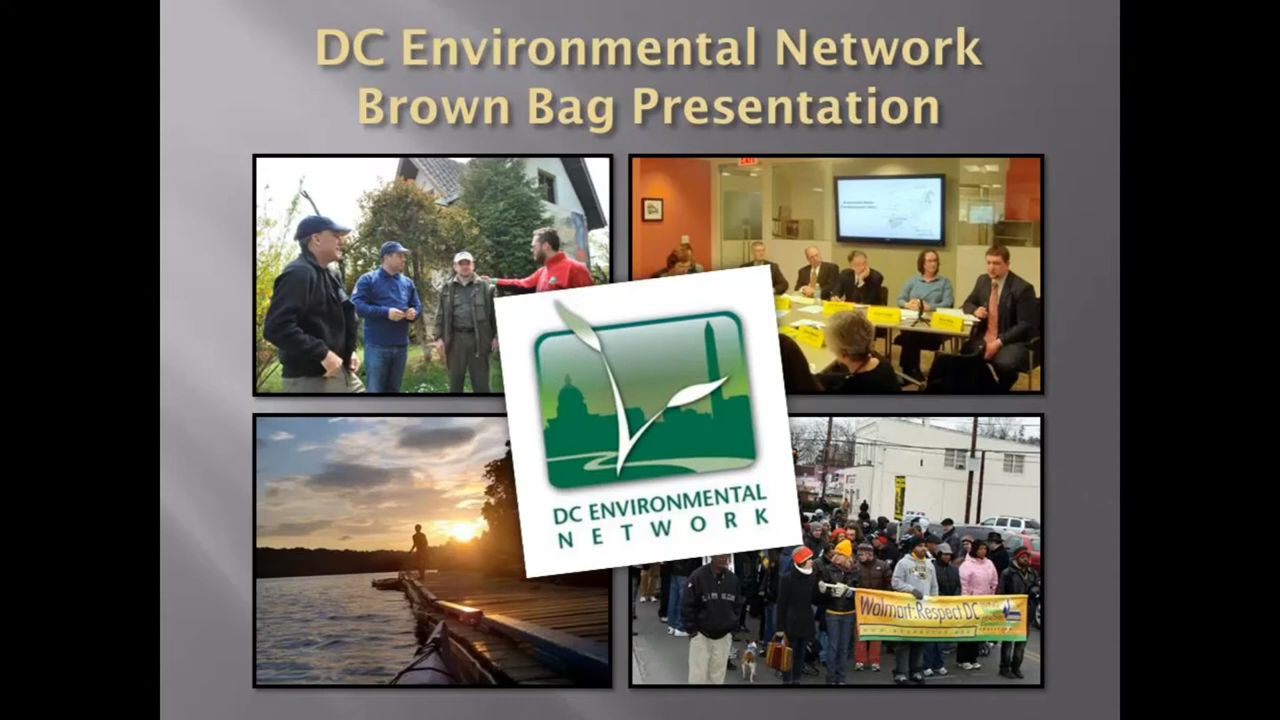 DC Environmental Network
Brown Bag Presentation
DC ENVIRONMENTAL
NETWORK
Walmart: Respect DC